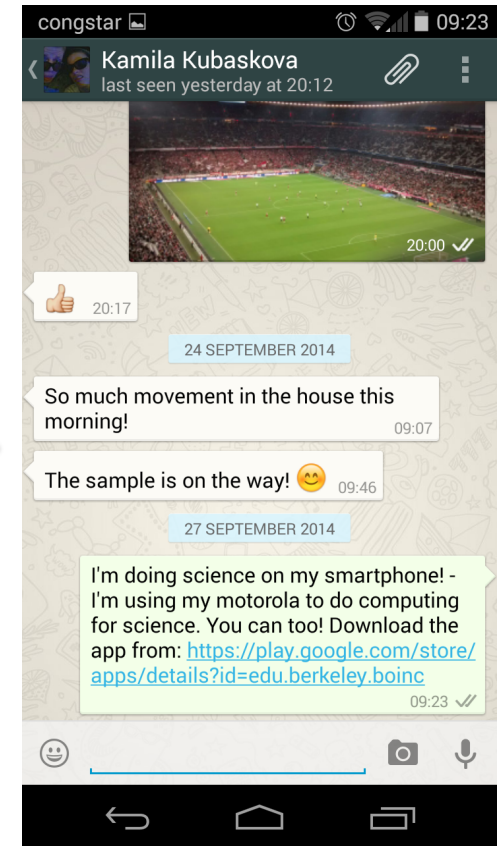 congstar 09:23
Kamila Kubaskova
last seen yesterday at 20:12
20:00
20:17
24 SEPTEMBER 2014
So much movement in the house this
morning!
09:07
The sample is on the way! 😊 09:46
27 SEPTEMBER 2014
I'm doing science on my smartphone! -
I'm using my motorola to do computing
for science. You can too! Download the
app from: https://play.google.com/store/
apps/details?id=edu.berkeley.boinc
09:23